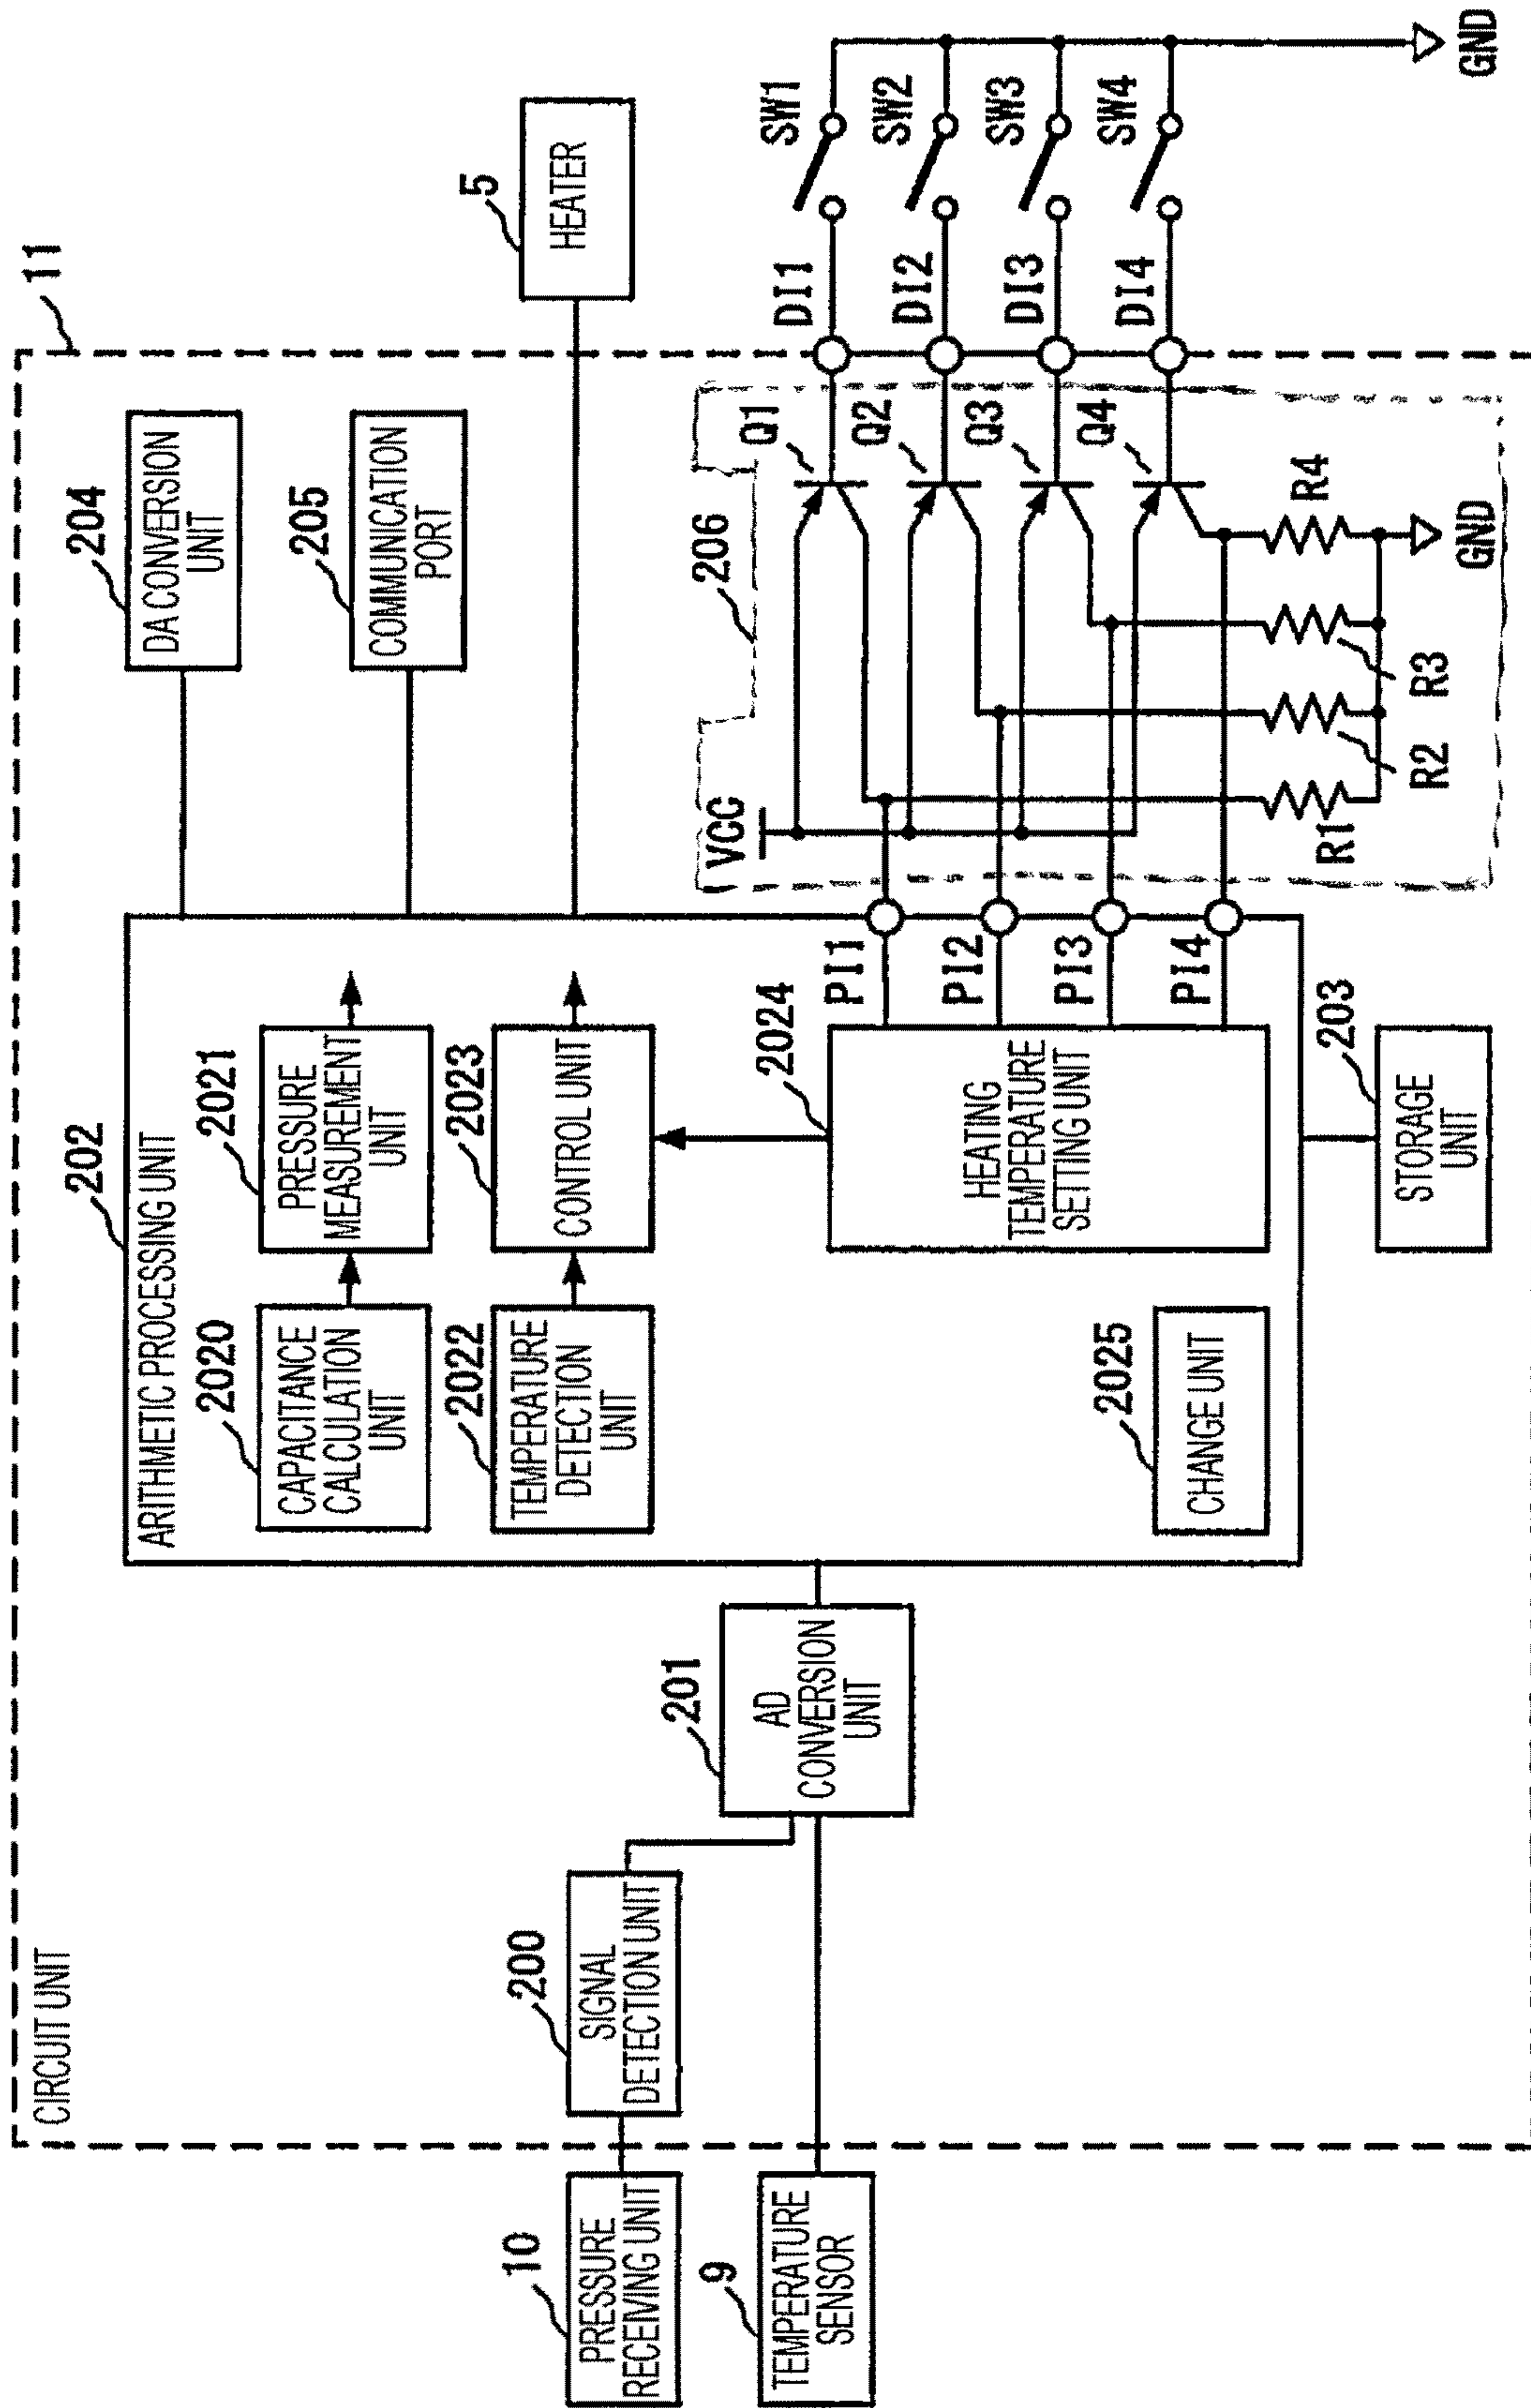 CIRCUIT UNIT
11
10
PRESSURE
RECEIVING UNIT
9
TEMPERATURE
SENSOR
200
SIGNAL
DETECTION UNIT
201
AD
CONVERSION
UNIT
202
ARITHMETIC PROCESSING UNIT
2020
CAPACITANCE
CALCULATION
UNIT
2021
PRESSURE
MEASUREMENT
UNIT
2022
TEMPERATURE
DETECTION
UNIT
2023
CONTROL UNIT
2024
HEATING
TEMPERATURE
SETTING UNIT
2025
CHANGE UNIT
PI1
PI2
PI3
PI4
203
STORAGE
UNIT
204
DA CONVERSION
UNIT
205
COMMUNICATION
PORT
5
HEATER
206
VCC
Q1
Q2
Q3
Q4
R1
R2
R3
R4
GND
DI1
DI2
DI3
DI4
SW1
SW2
SW3
SW4
GND